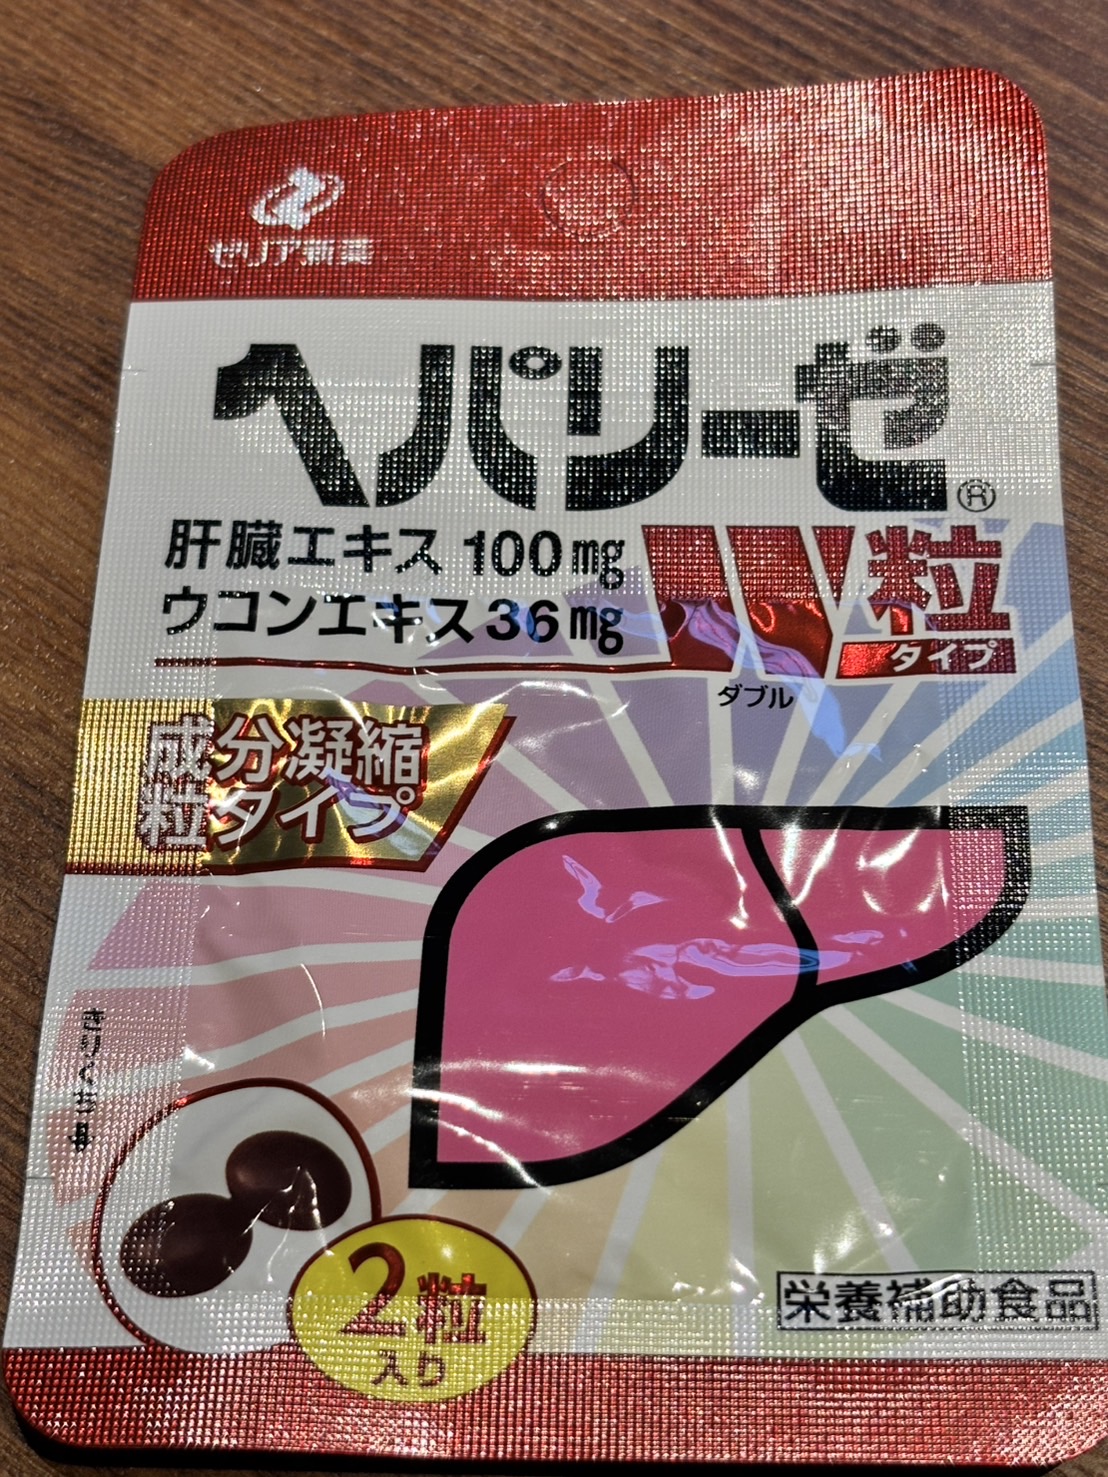 ゼリア新薬
ヘパリーゼ®
肝臓エキス 100㎎
ウコンエキス 36㎎
W粒
タイプ
ダブル
成分凝縮
粒タイプ
きりくち
2粒
入り
栄養補助食品